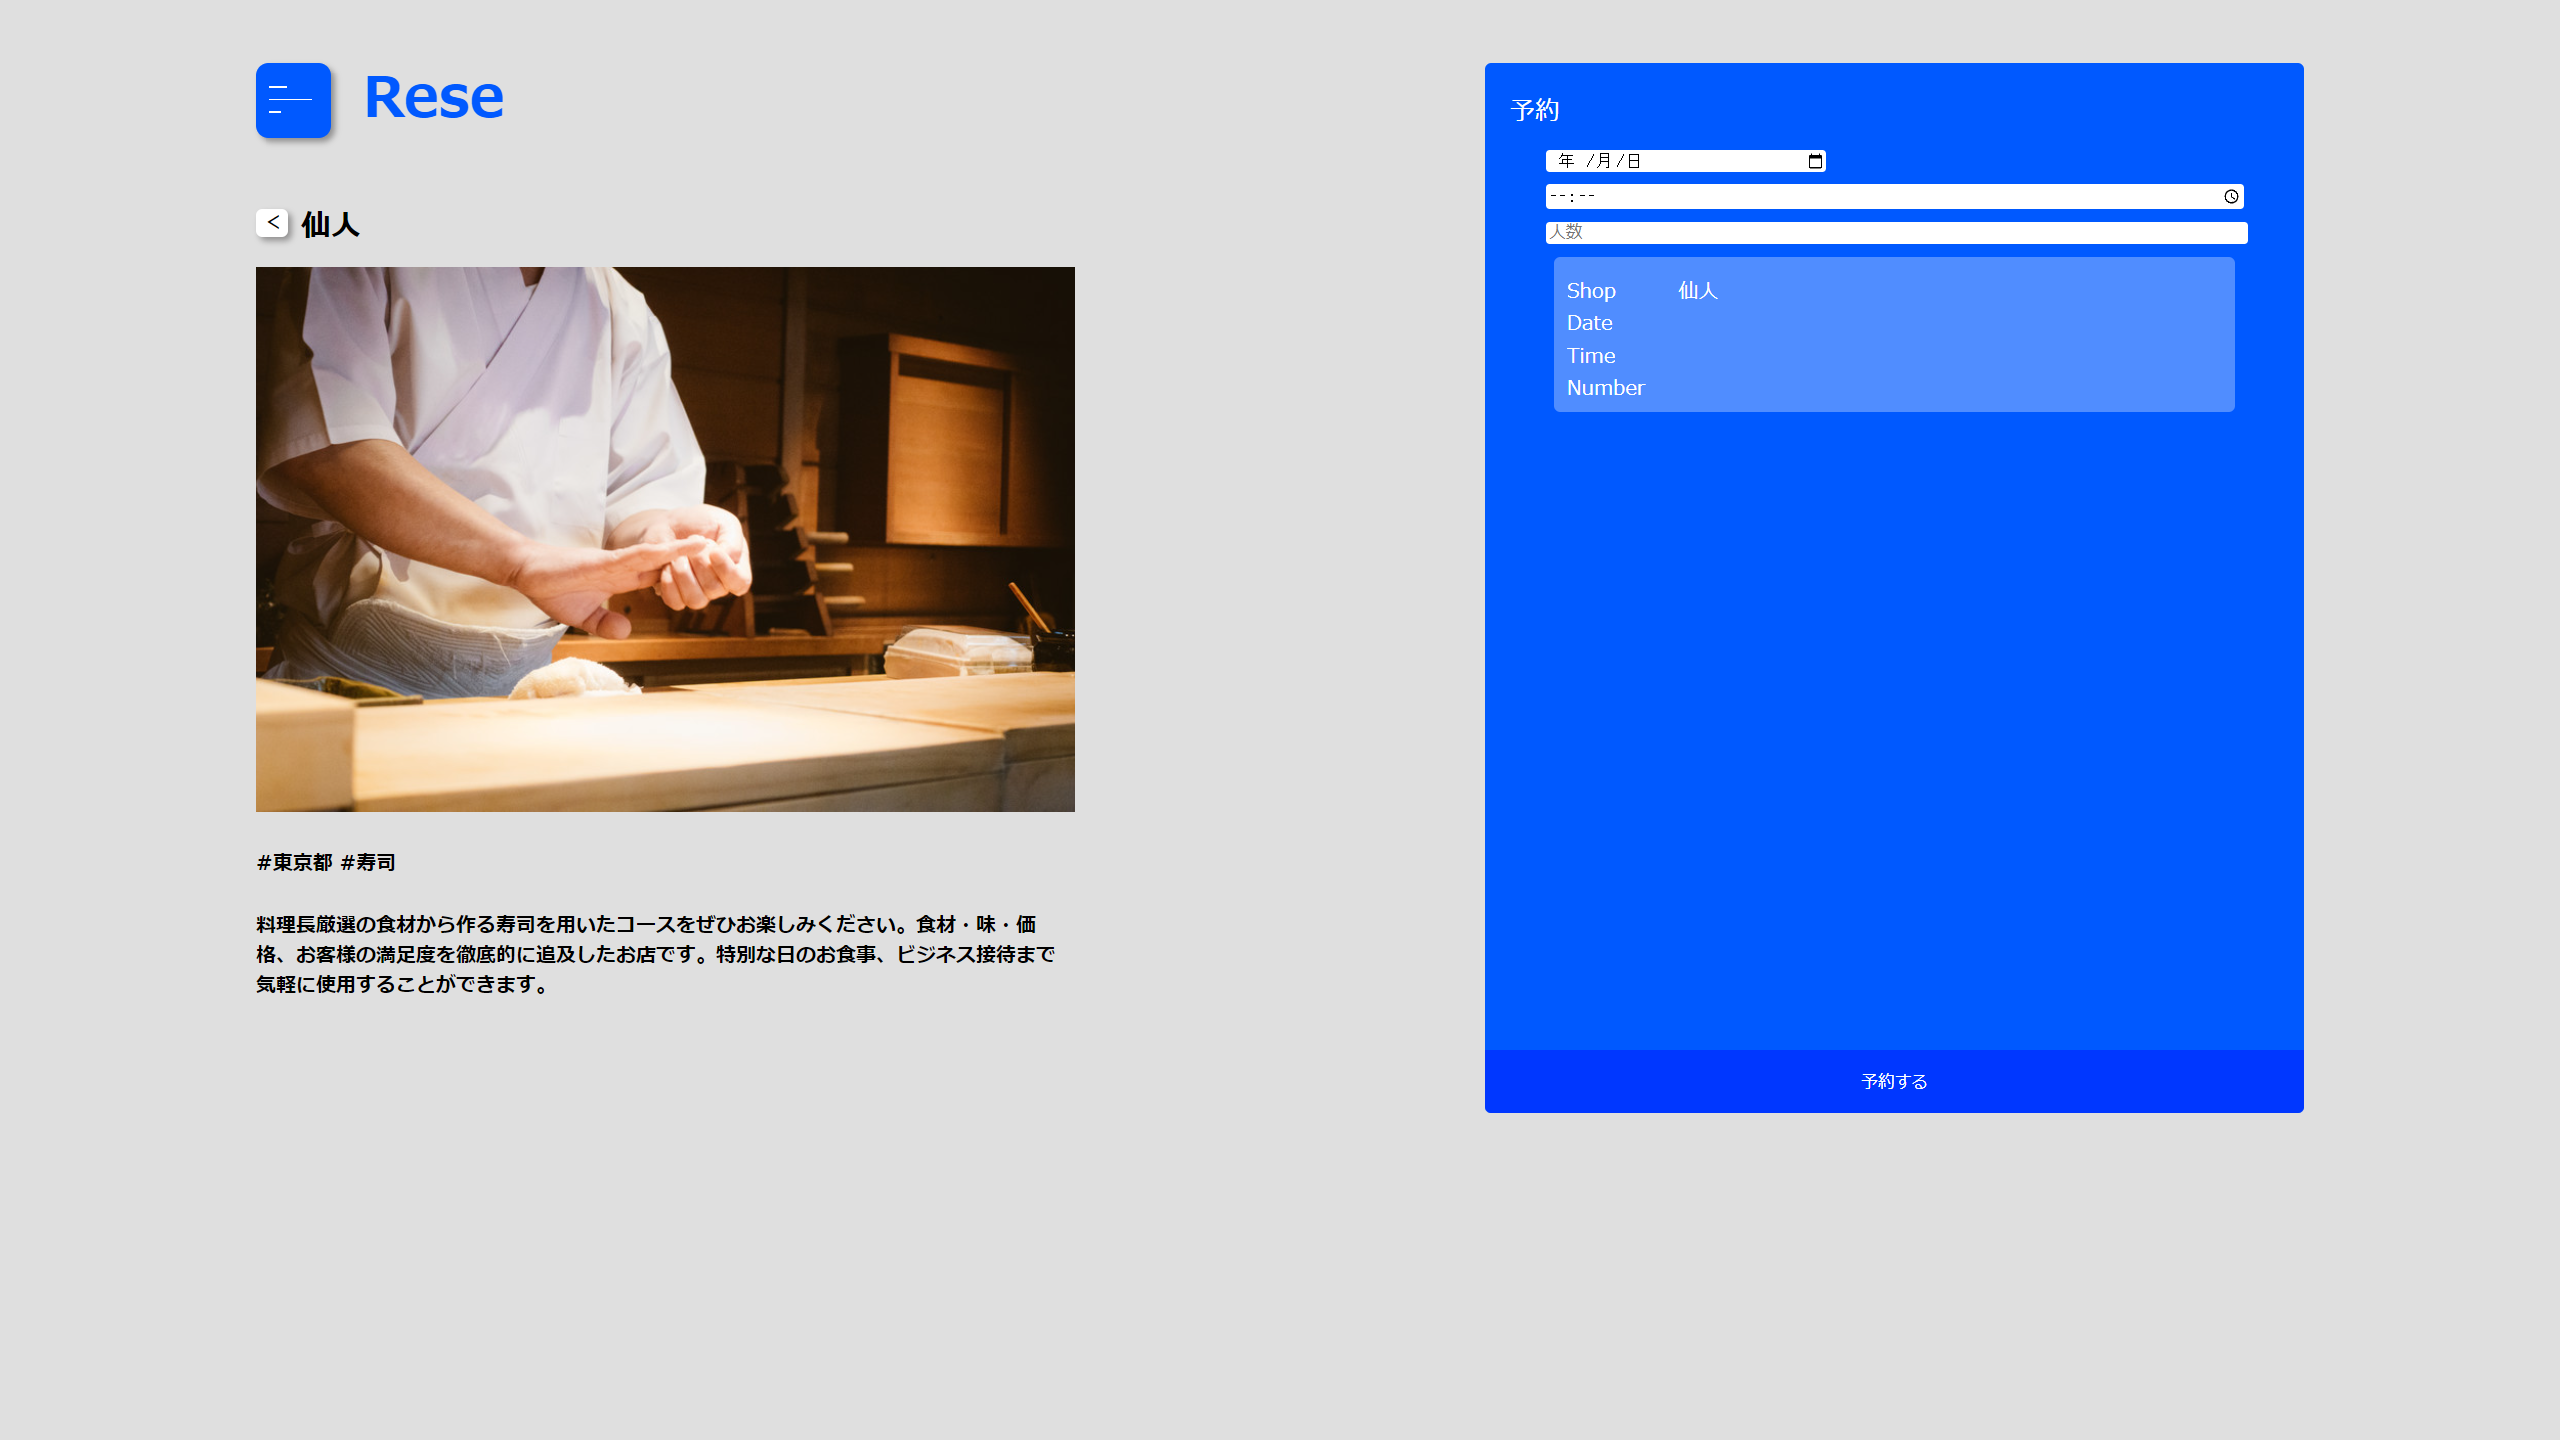 Rese
< 仙人
#東京都 #寿司
料理長厳選の食材から作る寿司を用いたコースをぜひお楽しみください。食材・味・価
格、お客様の満足度を徹底的に追及したお店です。特別な日のお食事、ビジネス接待まで
気軽に使用することができます。
予約
年 /月/日
--:--
人数
Shop 仙人
Date
Time
Number
予約する